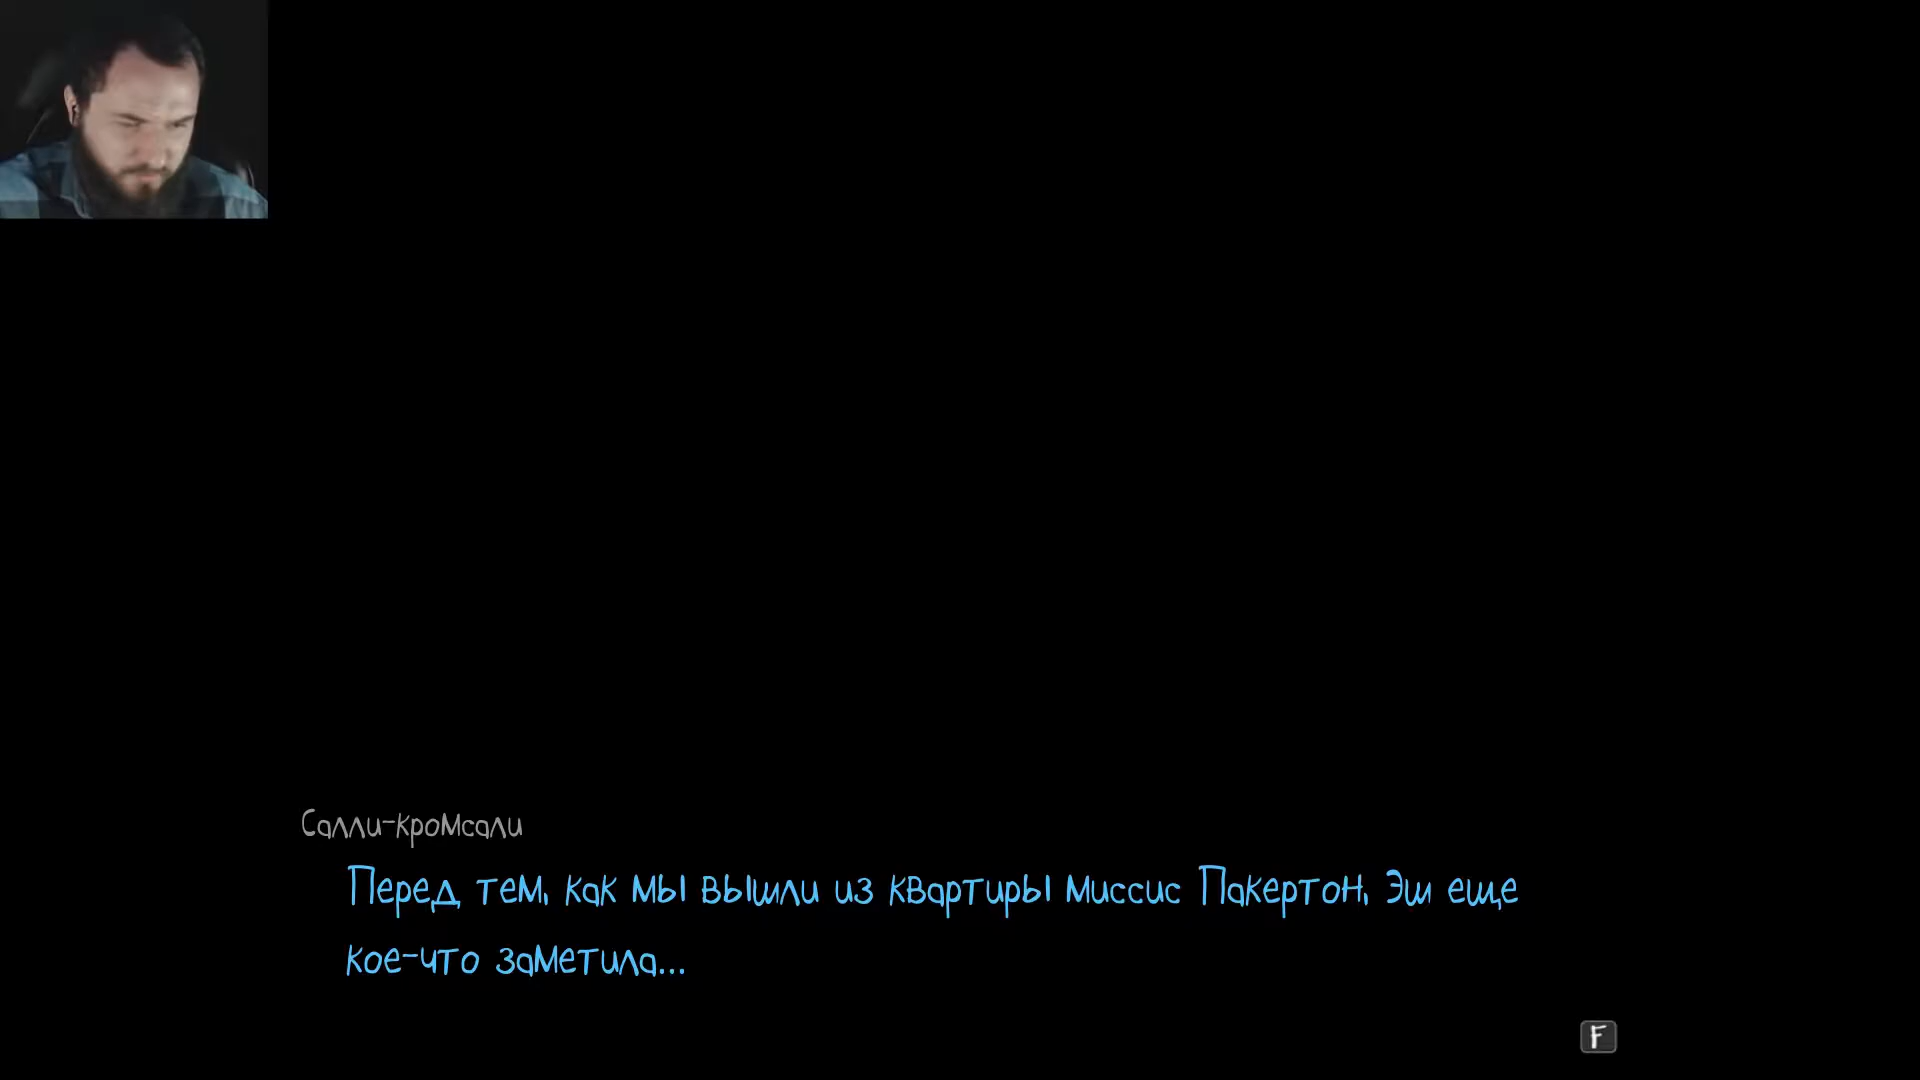 Салли-кромсали
Перед тем, как мы вышли из квартиры миссис Пакертон, Эш еще
кое-что заметила...
F